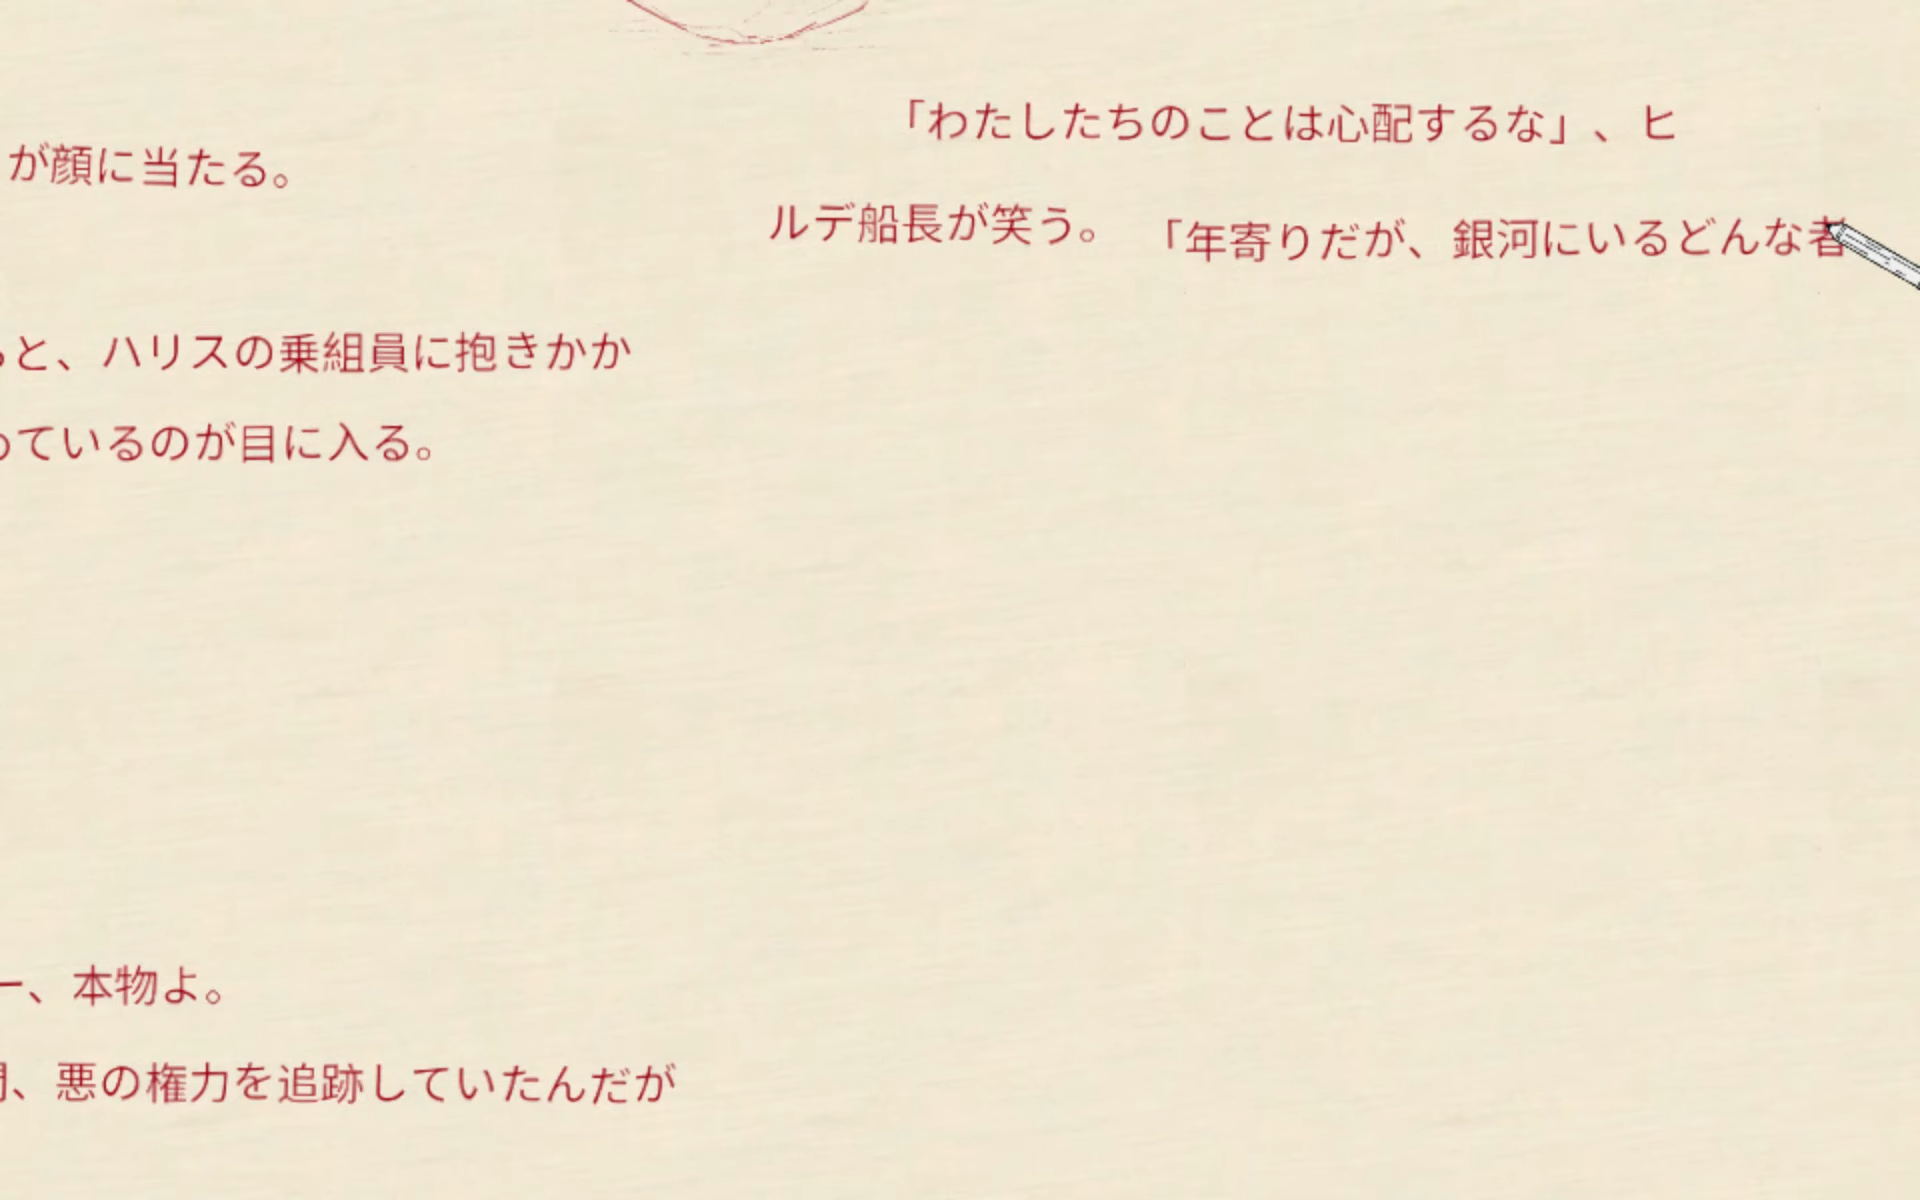 が顔に当たる。
と、ハリスの乗組員に抱きかか
ているのが目に入る。
ー、本物よ。
、悪の権力を追跡していたんだが
「わたしたちのことは心配するな」、ヒ
ルデ船長が笑う。 「年寄りだが、銀河にいるどんな者